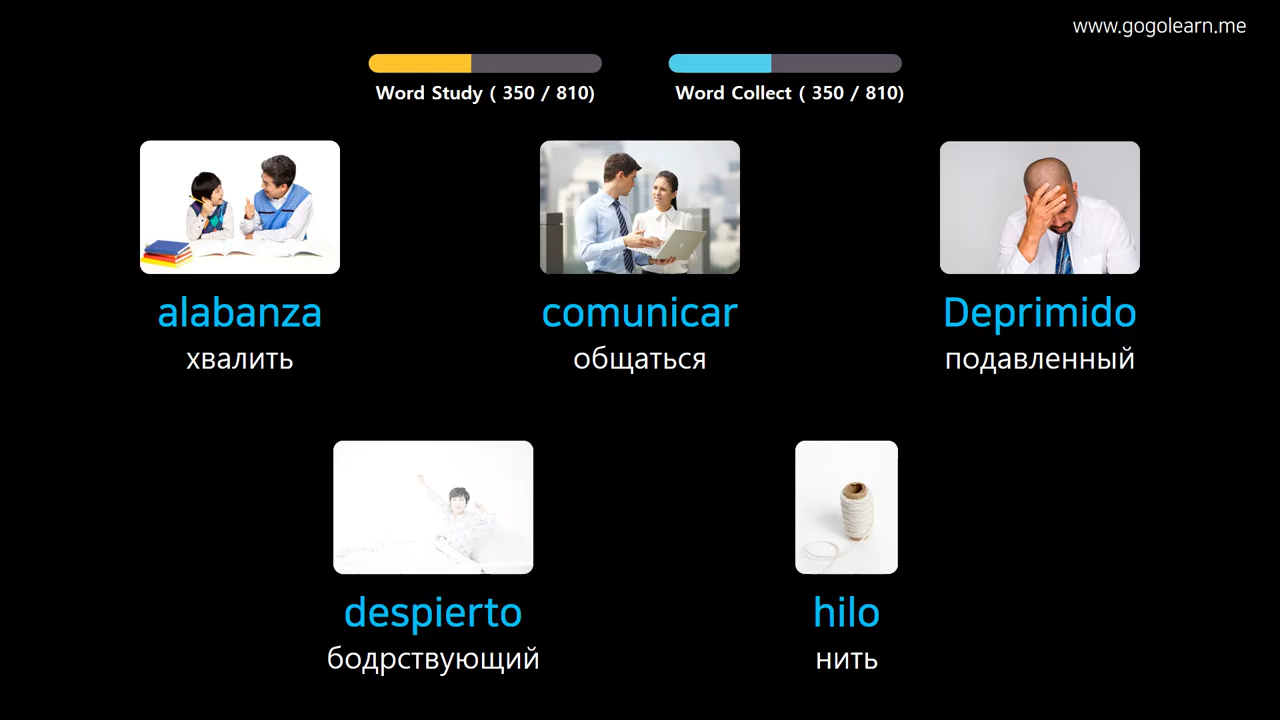 www.gogolearn.me
Word Study ( 350 / 810)
Word Collect ( 350 / 810)
alabanza
хвалить
comunicar
общаться
Deprimido
подавленный
despierto
бодрствующий
hilo
нить